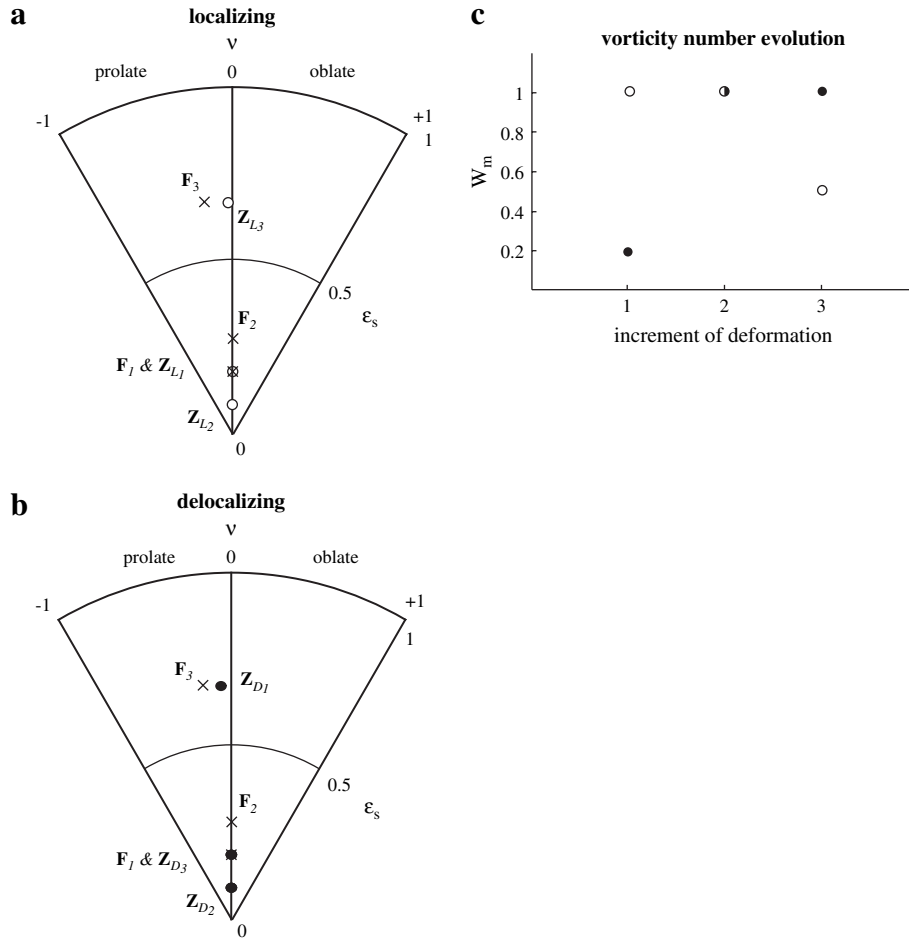 a
localizing
ν
prolate 0 oblate
-1 +1
1
F3
ZL3
0.5
εs
F2
F1 & ZL1
ZL2
0
b
delocalizing
ν
prolate 0 oblate
-1 +1
1
F3 ZD1
0.5
εs
F2
F1 & ZD3
ZD2
0
c
vorticity number evolution
1
0.8
Wm
0.6
0.4
0.2
1 2 3
increment of deformation